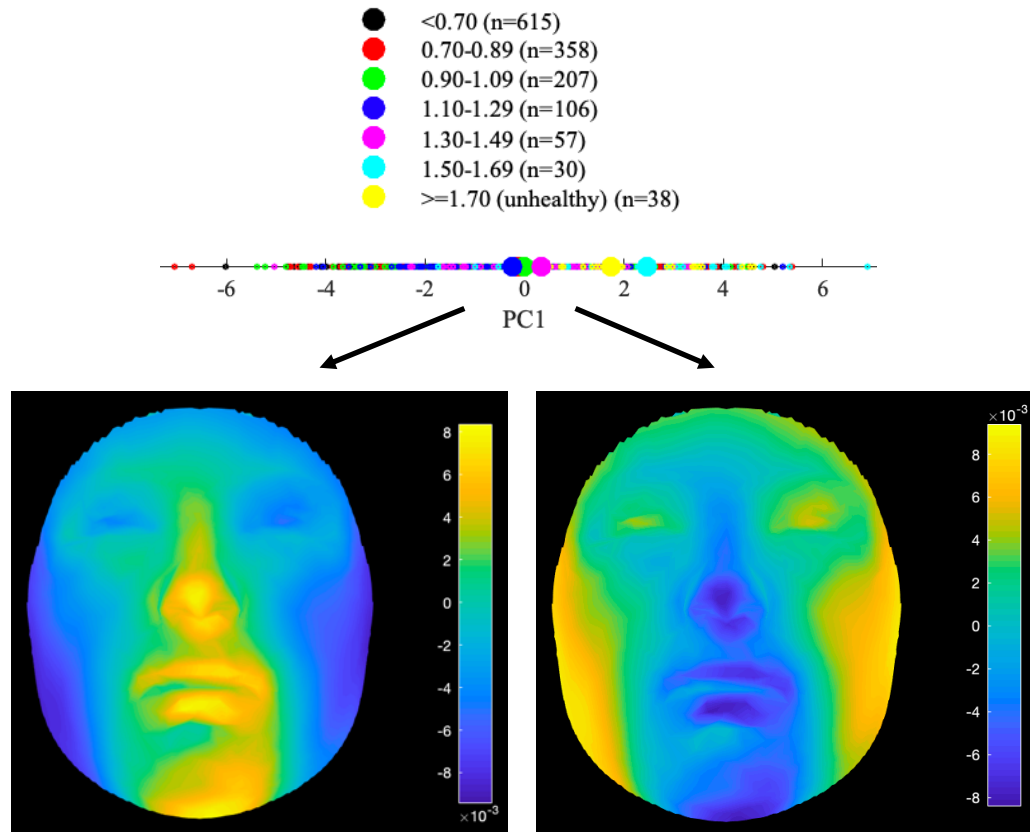 <0.70 (n=615)
0.70-0.89 (n=358)
0.90-1.09 (n=207)
1.10-1.29 (n=106)
1.30-1.49 (n=57)
1.50-1.69 (n=30)
>=1.70 (unhealthy) (n=38)
-6 -4 -2 0 2 4 6
PC1
8
6
4
2
0
-2
-4
-6
-8
×10-3
×10-3
8
6
4
2
0
-2
-4
-6
-8